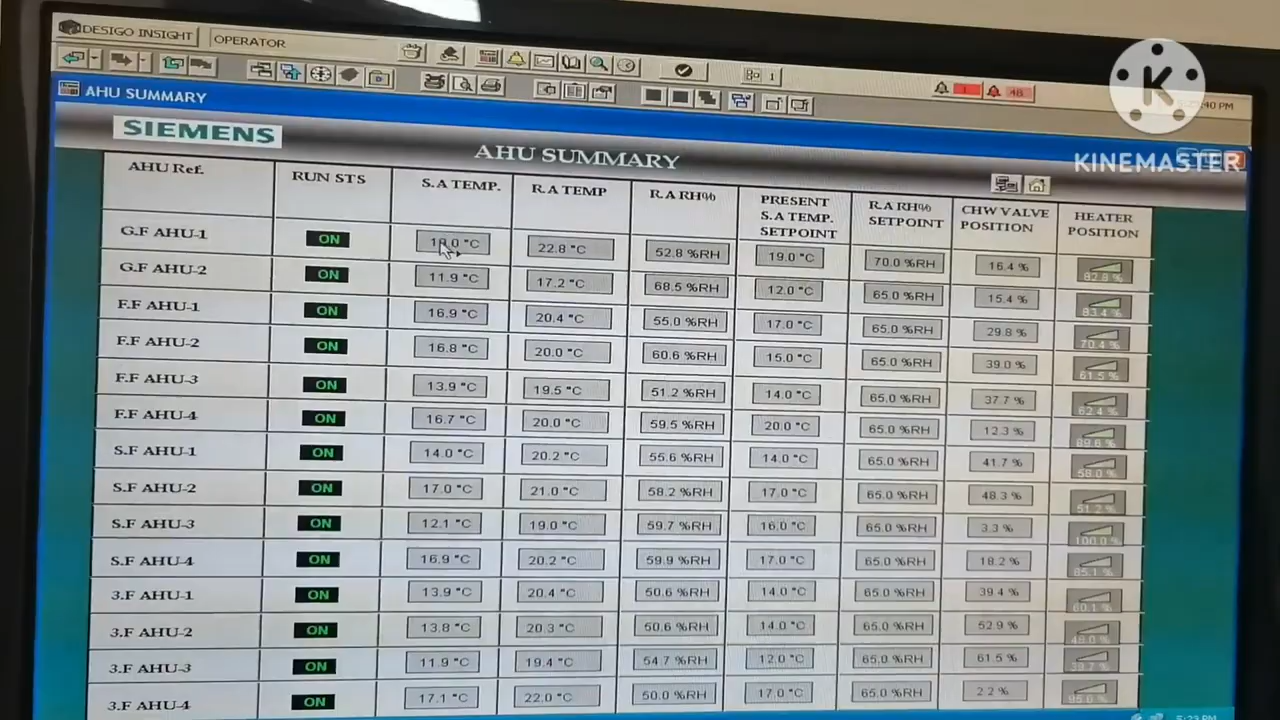 DESIGO INSIGHT OPERATOR
1 48 40 PM
AHU SUMMARY
K
KINEMASTER
SIEMENS AHU SUMMARY
AHU Ref. RUN STS S.A TEMP. R.A TEMP R.A RH% PRESENT S.A TEMP. SETPOINT R.A RH% SETPOINT CHW VALVE POSITION HEATER POSITION
G.F AHU-1 ON 22.8 °C 52.8 %RH 19.0 °C 70.0 %RH 16.4 % 82.8 %
G.F AHU-2 ON 11.9 °C 17.2 °C 68.5 %RH 12.0 °C 65.0 %RH 15.4 % 83.4 %
F.F AHU-1 ON 16.9 °C 20.4 °C 55.0 %RH 17.0 °C 65.0 %RH 29.8 % 70.4 %
F.F AHU-2 ON 16.8 °C 20.0 °C 60.6 %RH 15.0 °C 65.0 %RH 39.0 % 61.5 %
F.F AHU-3 ON 13.9 °C 19.5 °C 51.2 %RH 14.0 °C 65.0 %RH 37.7 % 62.4 %
F.F AHU-4 ON 16.7 °C 20.0 °C 59.5 %RH 20.0 °C 65.0 %RH 12.3 %
S.F AHU-1 ON 14.0 °C 20.2 °C 55.6 %RH 14.0 °C 65.0 %RH 41.7 % 58.0 %
S.F AHU-2 ON 17.0 °C 21.0 °C 58.2 %RH 17.0 °C 65.0 %RH 48.3 % 51.2 %
S.F AHU-3 ON 12.1 °C 19.0 °C 59.7 %RH 16.0 °C 65.0 %RH 3.3 % 100.0 %
S.F AHU-4 ON 16.9 °C 20.2 °C 59.9 %RH 17.0 °C 65.0 %RH 18.2 % 85.1 %
3.F AHU-1 ON 13.9 °C 20.4 °C 50.6 %RH 14.0 °C 65.0 %RH 39.4 % 60.1 %
3.F AHU-2 ON 13.8 °C 20.3 °C 50.6 %RH 14.0 °C 65.0 %RH 52.9 %
3.F AHU-3 ON 11.9 °C 19.4 °C 54.7 %RH 12.0 °C 65.0 %RH 61.5 %
3.F AHU-4 ON 17.1 °C 22.0 °C 50.0 %RH 17.0 °C 65.0 %RH 2.2 %
5:23 PM